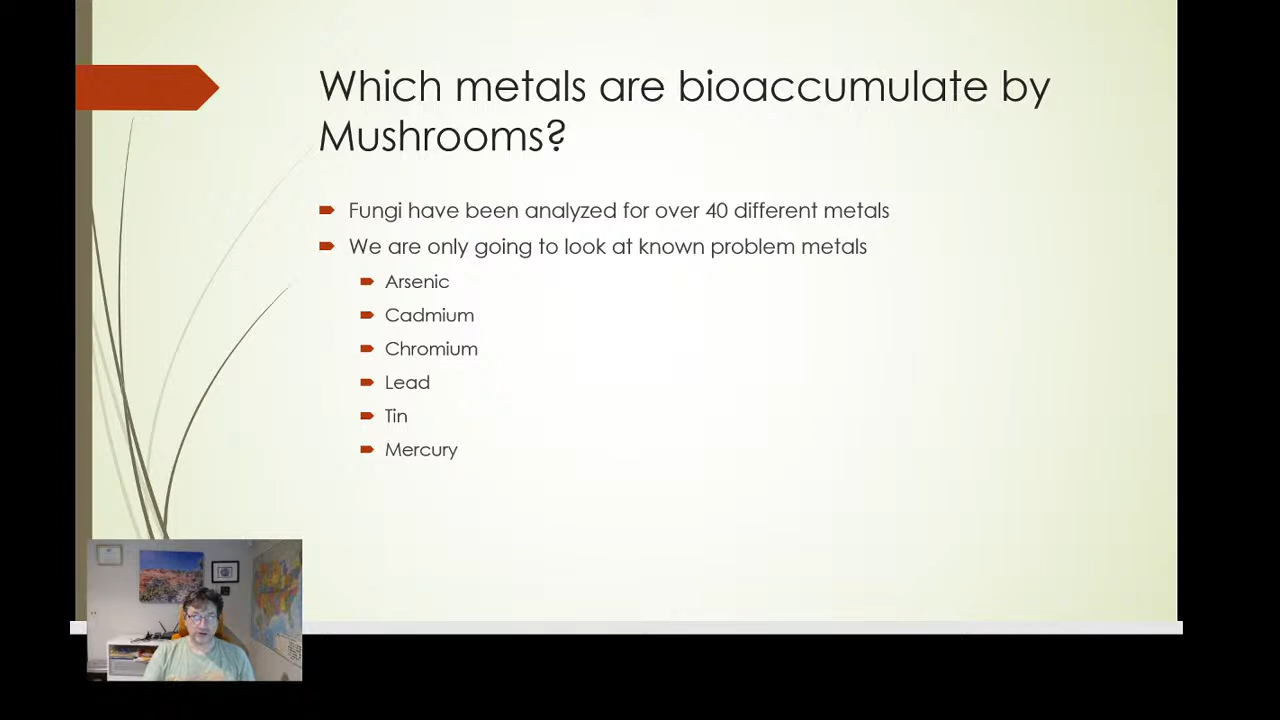 Which metals are bioaccumulate by
Mushrooms?
Fungi have been analyzed for over 40 different metals
We are only going to look at known problem metals
Arsenic
Cadmium
Chromium
Lead
Tin
Mercury